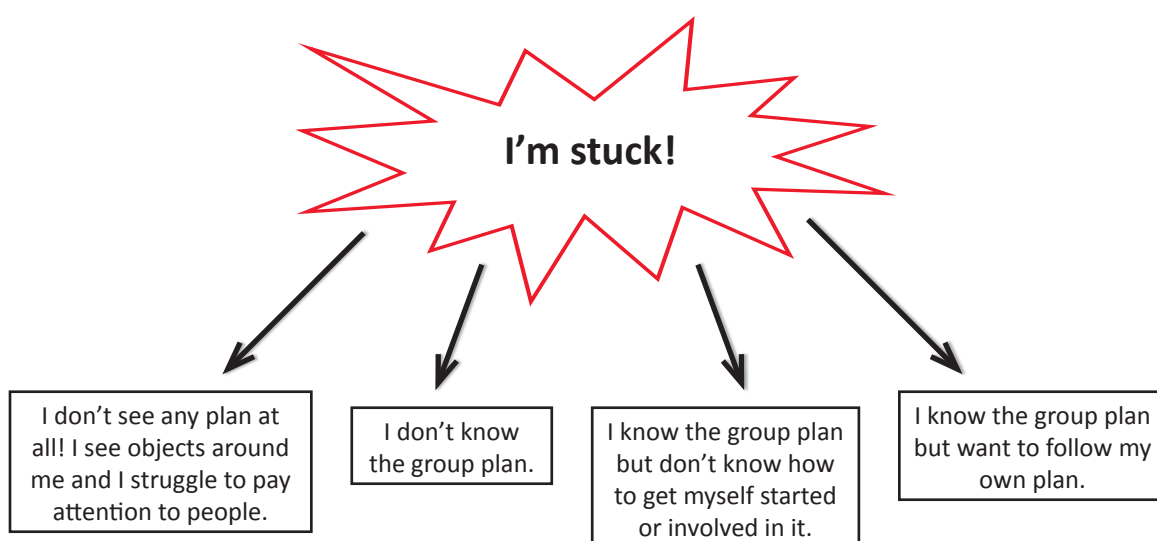 I’m stuck!
I don’t see any plan at
all! I see objects around
me and I struggle to pay
attention to people.
I don’t know
the group plan.
I know the group plan
but don’t know how
to get myself started
or involved in it.
I know the group plan
but want to follow my
own plan.